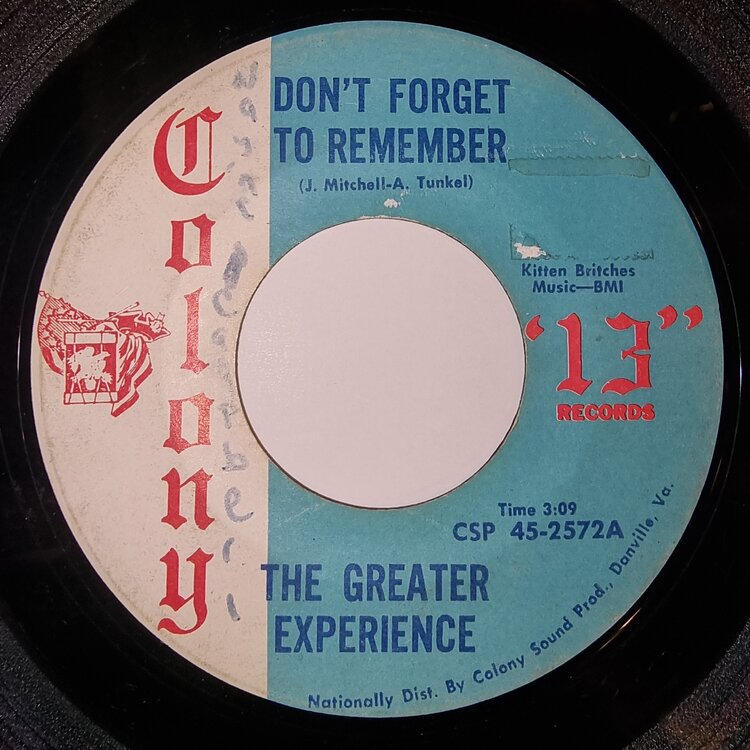 DON'T FORGET
TO REMEMBER
(J. Mitchell-A. Tunkel)
Colony
Kitten Britches
Music—BMI
'13"
RECORDS
Time 3:09
CSP 45-2572A
THE GREATER
EXPERIENCE
Nationally Dist. By Colony Sound Prod., Danville, Va.